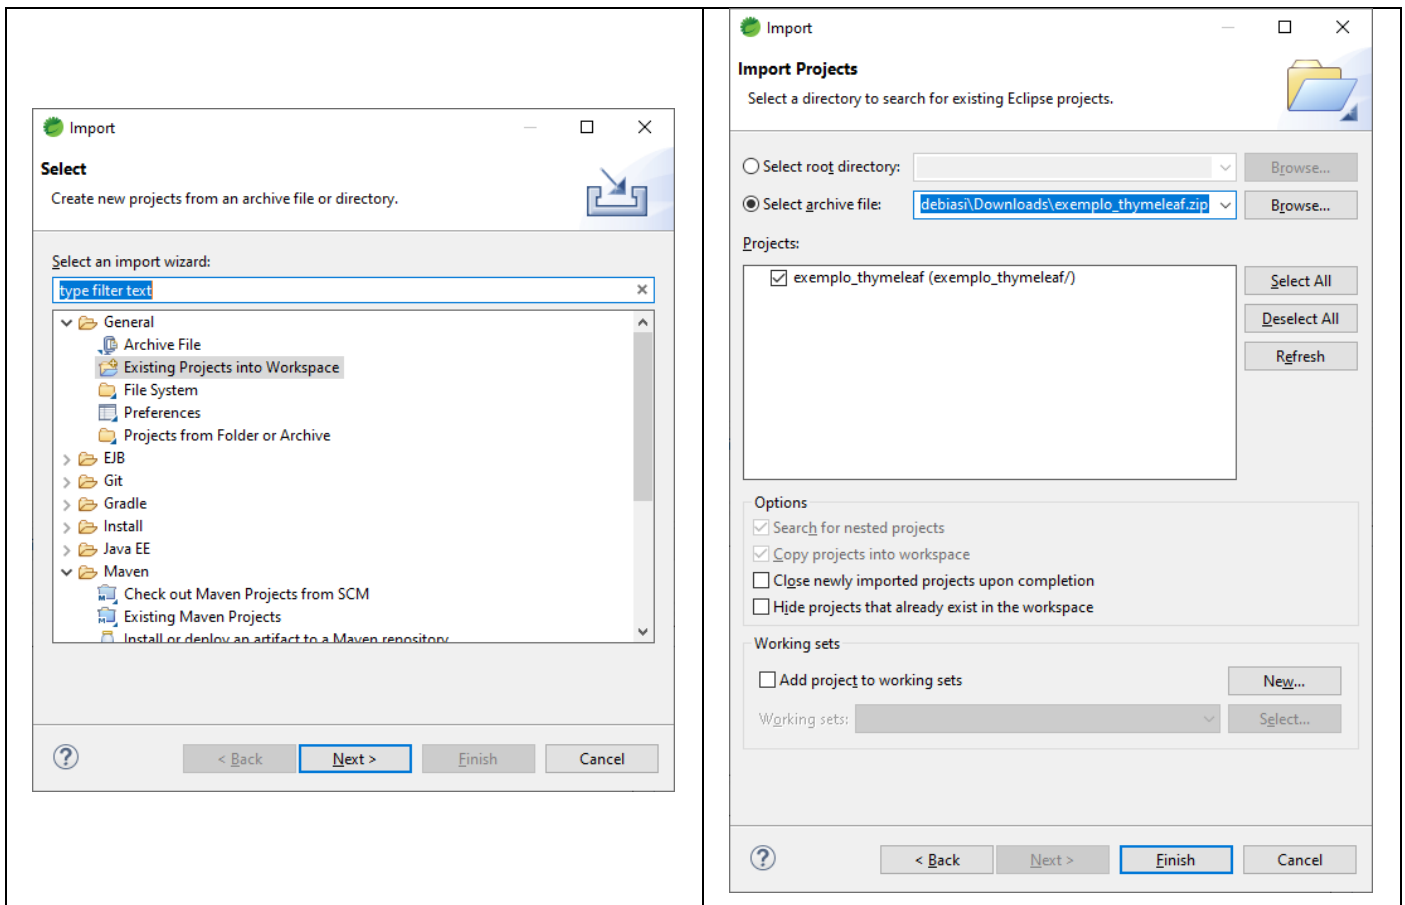 Import
Select
Create new projects from an archive file or directory.
Select an import wizard:
type filter text
General
Archive File
Existing Projects into Workspace
File System
Preferences
Projects from Folder or Archive
EJB
Git
Gradle
Install
Java EE
Maven
Check out Maven Projects from SCM
Existing Maven Projects
Install or deploy an artifact to a Maven repository
< Back Next > Finish Cancel
Import
Import Projects
Select a directory to search for existing Eclipse projects.
Select root directory: Browse...
Select archive file: debiasi\Downloads\exemplo_thymeleaf.zip Browse...
Projects:
exemplo_thymeleaf (exemplo_thymeleaf/)
Select All
Deselect All
Refresh
Options
Search for nested projects
Copy projects into workspace
Close newly imported projects upon completion
Hide projects that already exist in the workspace
Working sets
Add project to working sets New...
Working sets: Select...
< Back Next > Finish Cancel